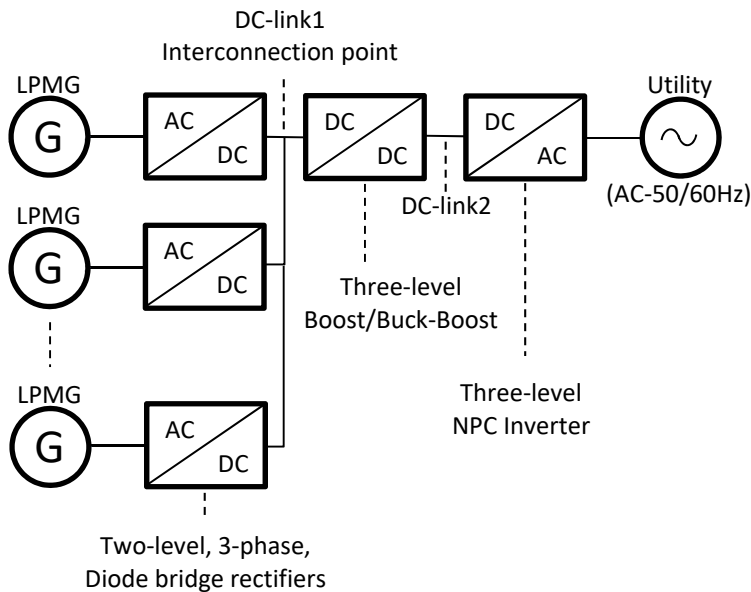 DC-link1
Interconnection point
LPMG
G
AC
DC
DC
DC
DC
AC
Utility
(AC-50/60Hz)
DC-link2
LPMG
G
AC
DC
Three-level
Boost/Buck-Boost
Three-level
NPC Inverter
LPMG
G
AC
DC
Two-level, 3-phase,
Diode bridge rectifiers